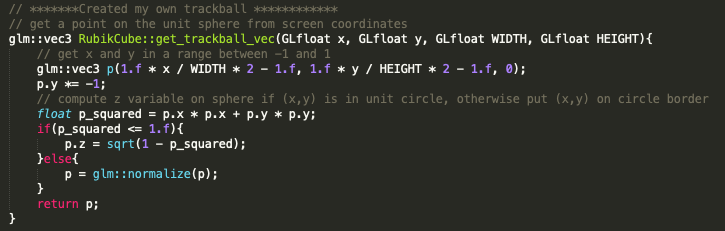 // *******Created my own trackball ************
// get a point on the unit sphere from screen coordinates
glm::vec3 RubikCube::get_trackball_vec(GLfloat x, GLfloat y, GLfloat WIDTH, GLfloat HEIGHT){
    // get x and y in a range between -1 and 1
    glm::vec3 p(1.f * x / WIDTH * 2 - 1.f, 1.f * y / HEIGHT * 2 - 1.f, 0);
    p.y *= -1;
    // compute z variable on sphere if (x,y) is in unit circle, otherwise put (x,y) on circle border
    float p_squared = p.x * p.x + p.y * p.y;
    if(p_squared <= 1.f){
        p.z = sqrt(1 - p_squared);
    }else{
        p = glm::normalize(p);
    }
    return p;
}